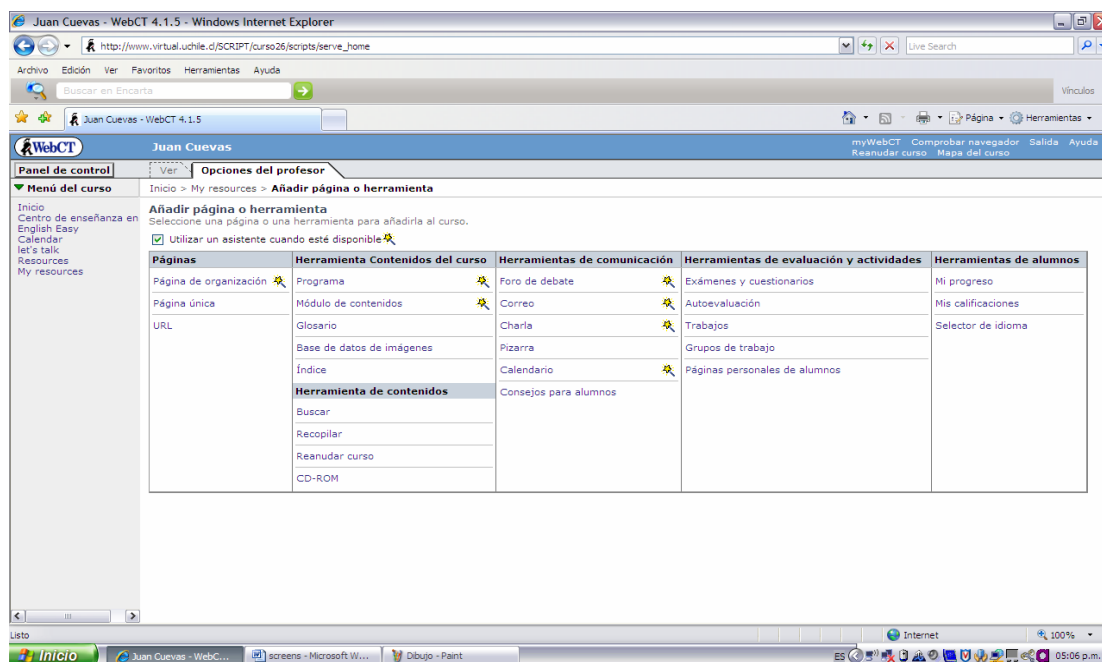 Juan Cuevas - WebCT 4.1.5 - Windows Internet Explorer
http://www.virtual.uchile.cl/SCRIPT/curso26/scripts/serve_home
Live Search
Archivo Edición Ver Favoritos Herramientas Ayuda
Buscar en Encarta
Vínculos
Juan Cuevas - WebCT 4.1.5
Página
Herramientas
WebCT
Juan Cuevas
myWebCT Comprobar navegador Salida Ayuda
Reanudar curso Mapa del curso
Panel de control
Ver
Opciones del profesor
Menú del curso
Inicio > My resources > Añadir página o herramienta
Inicio
Centro de enseñanza en
English Easy
Calendar
let's talk
Resources
My resources
Añadir página o herramienta
Seleccione una página o una herramienta para añadirla al curso.
Utilizar un asistente cuando esté disponible
Páginas
Página de organización
Página única
URL
Herramienta Contenidos del curso
Programa
Módulo de contenidos
Glosario
Base de datos de imágenes
Índice
Herramienta de contenidos
Buscar
Recopilar
Reanudar curso
CD-ROM
Herramientas de comunicación
Foro de debate
Correo
Charla
Pizarra
Calendario
Consejos para alumnos
Herramientas de evaluación y actividades
Exámenes y cuestionarios
Autoevaluación
Trabajos
Grupos de trabajo
Páginas personales de alumnos
Herramientas de alumnos
Mi progreso
Mis calificaciones
Selector de idioma
Listo
Internet
100%
Inicio
Juan Cuevas - WebC...
screens - Microsoft W...
Dibujo - Paint
ES
05:06 p.m.